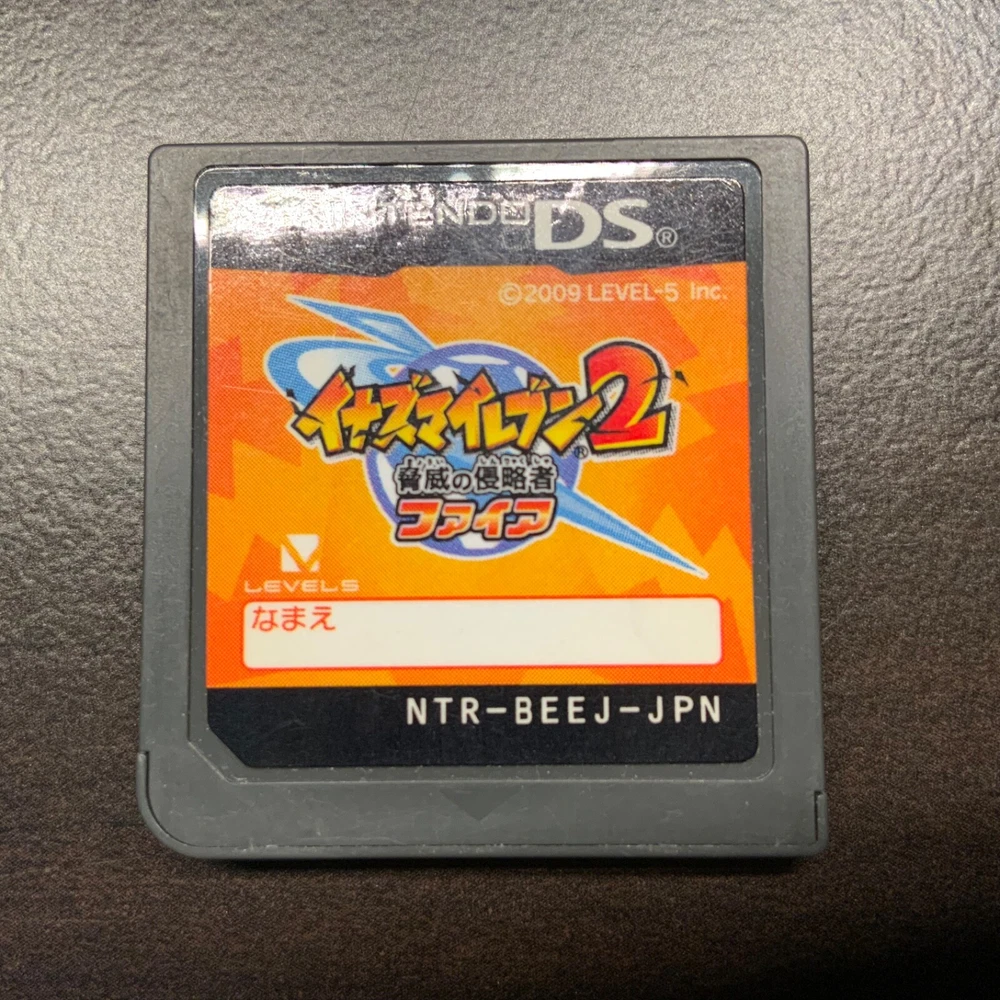 NINTENDO DS®
©2009 LEVEL-5 Inc.
イナズマイレブン2
®
きょうい しんりゃくしゃ
脅威の侵略者
ファイア
LEVEL5
なまえ
NTR-BEEJ-JPN